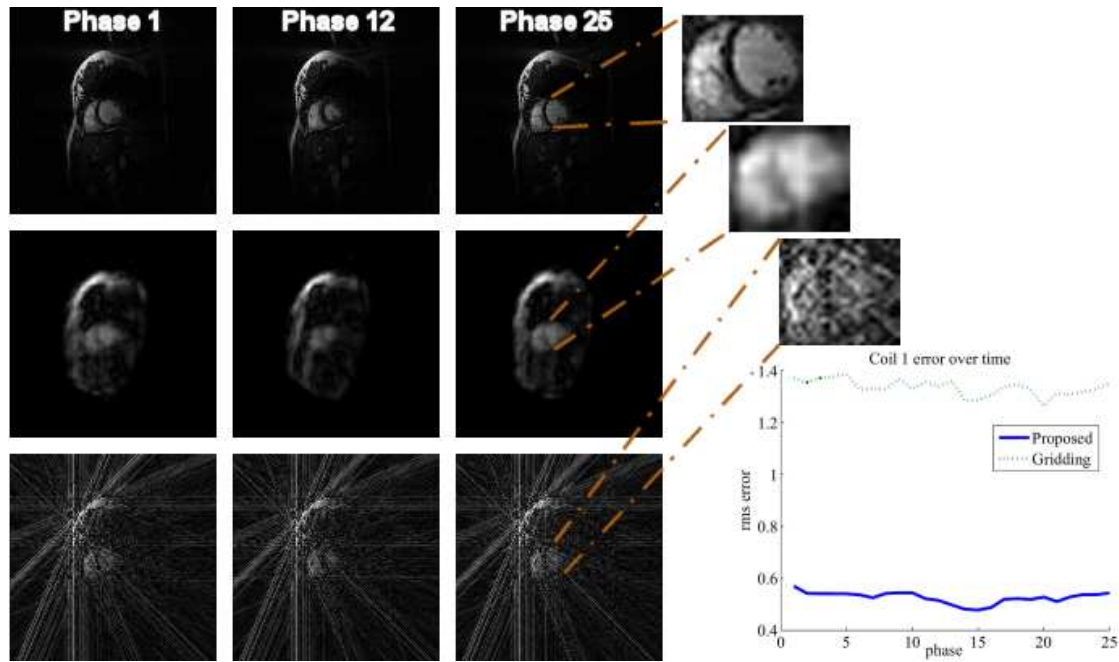 Phase 1
Phase 12
Phase 25
Coil 1 error over time
1.4
1.2
1
0.8
0.6
0.4
rms error
Proposed
Gridding
0 5 10 15 20 25
phase